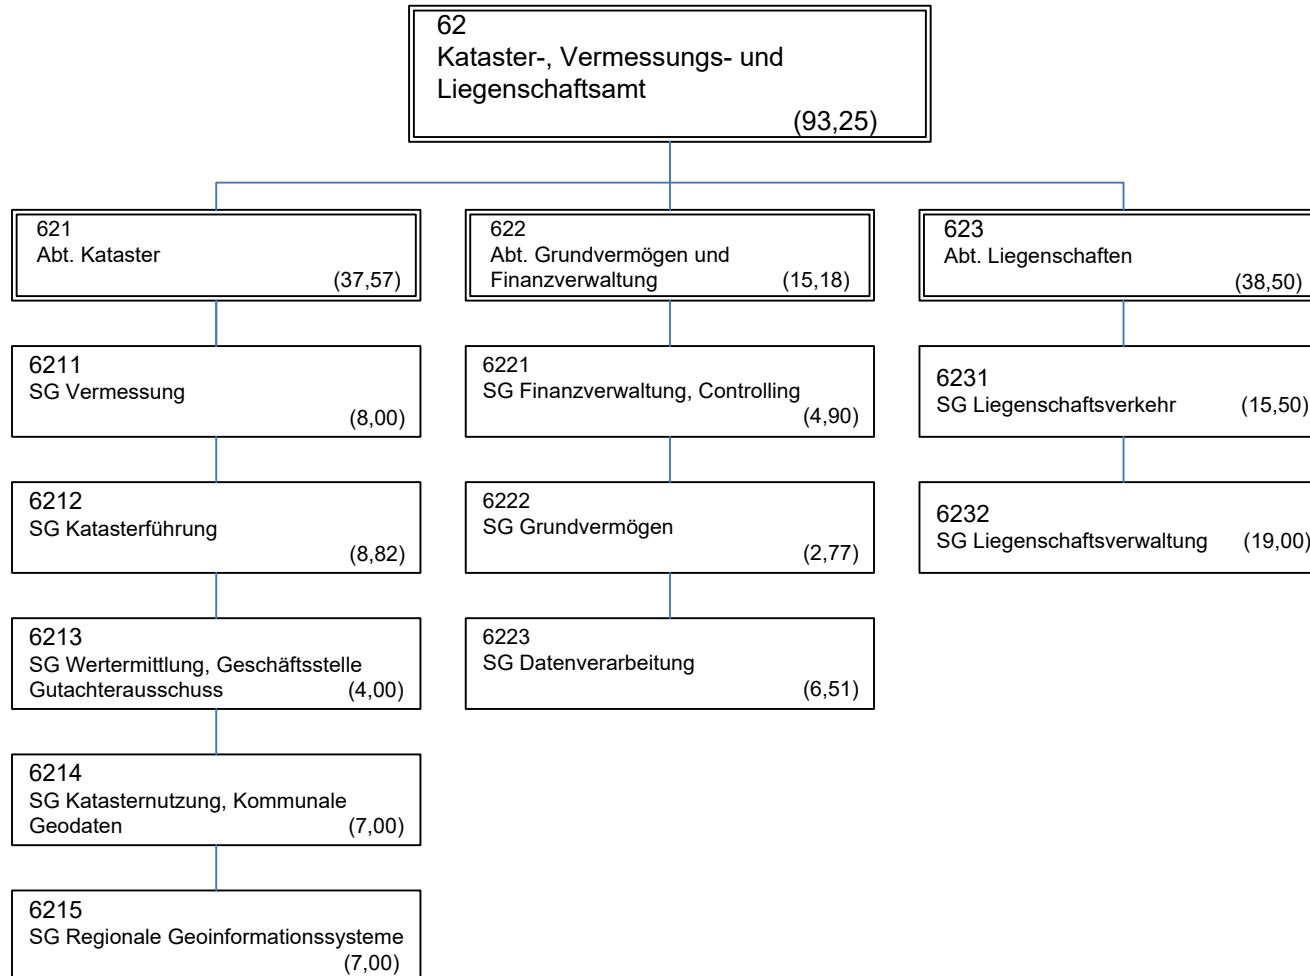 62
Kataster-, Vermessungs- und
Liegenschaftsamt
(93,25)
621
Abt. Kataster
(37,57)
6211
SG Vermessung
(8,00)
6212
SG Katasterführung
(8,82)
6213
SG Wertermittlung, Geschäftsstelle
Gutachterausschuss (4,00)
6214
SG Katasternutzung, Kommunale
Geodaten (7,00)
6215
SG Regionale Geoinformationssysteme
(7,00)
622
Abt. Grundvermögen und
Finanzverwaltung (15,18)
6221
SG Finanzverwaltung, Controlling
(4,90)
6222
SG Grundvermögen
(2,77)
6223
SG Datenverarbeitung
(6,51)
623
Abt. Liegenschaften
(38,50)
6231
SG Liegenschaftsverkehr (15,50)
6232
SG Liegenschaftsverwaltung (19,00)